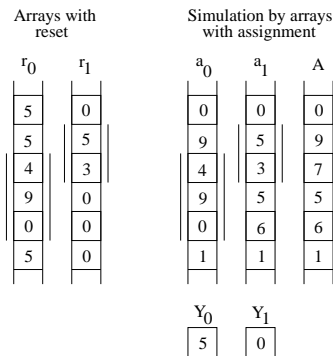 Arrays with
reset
Simulation by arrays
with assignment
r0 r1 a0 a1 A
5 0 0 0 0
5 5 9 5 9
4 3 4 3 7
9 0 9 5 5
0 0 0 6 6
5 0 1 1 1
Y0 Y1
5 0